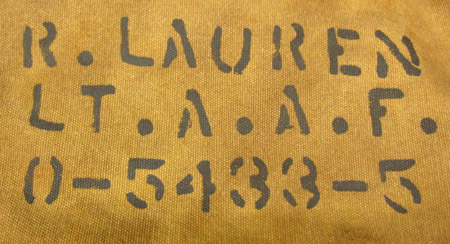 R. LAUREN
LT. A. A. F.
0-5433-5